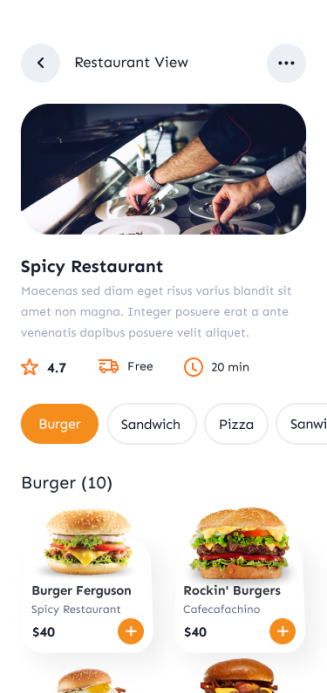 Restaurant View
Spicy Restaurant
Maecenas sed diam eget risus varius blandit sit
amet non magna. Integer posuere erat a ante
venenatis dapibus posuere velit aliquet.
4.7 Free 20 min
Burger Sandwich Pizza Sanwi
Burger (10)
Burger Ferguson Rockin' Burgers
Spicy Restaurant Cafecafachino
$40 $40